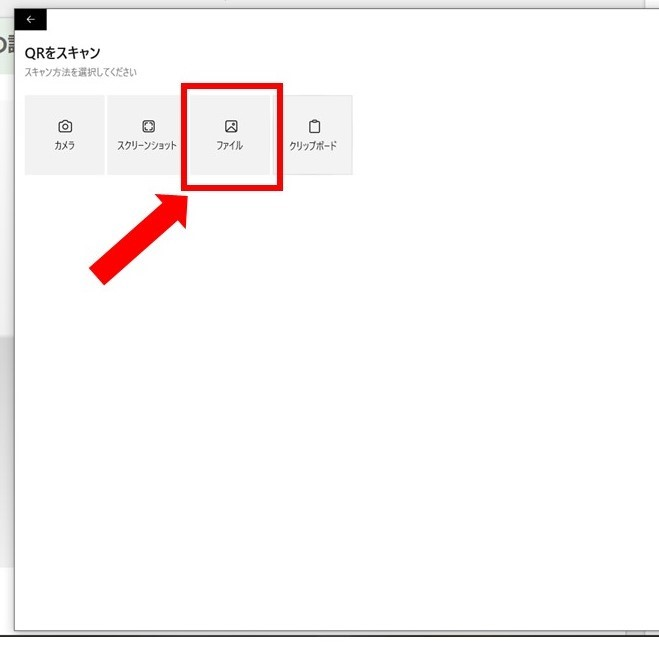 QRをスキャン
スキャン方法を選択してください
カメラ
スクリーンショット
ファイル
クリップボード